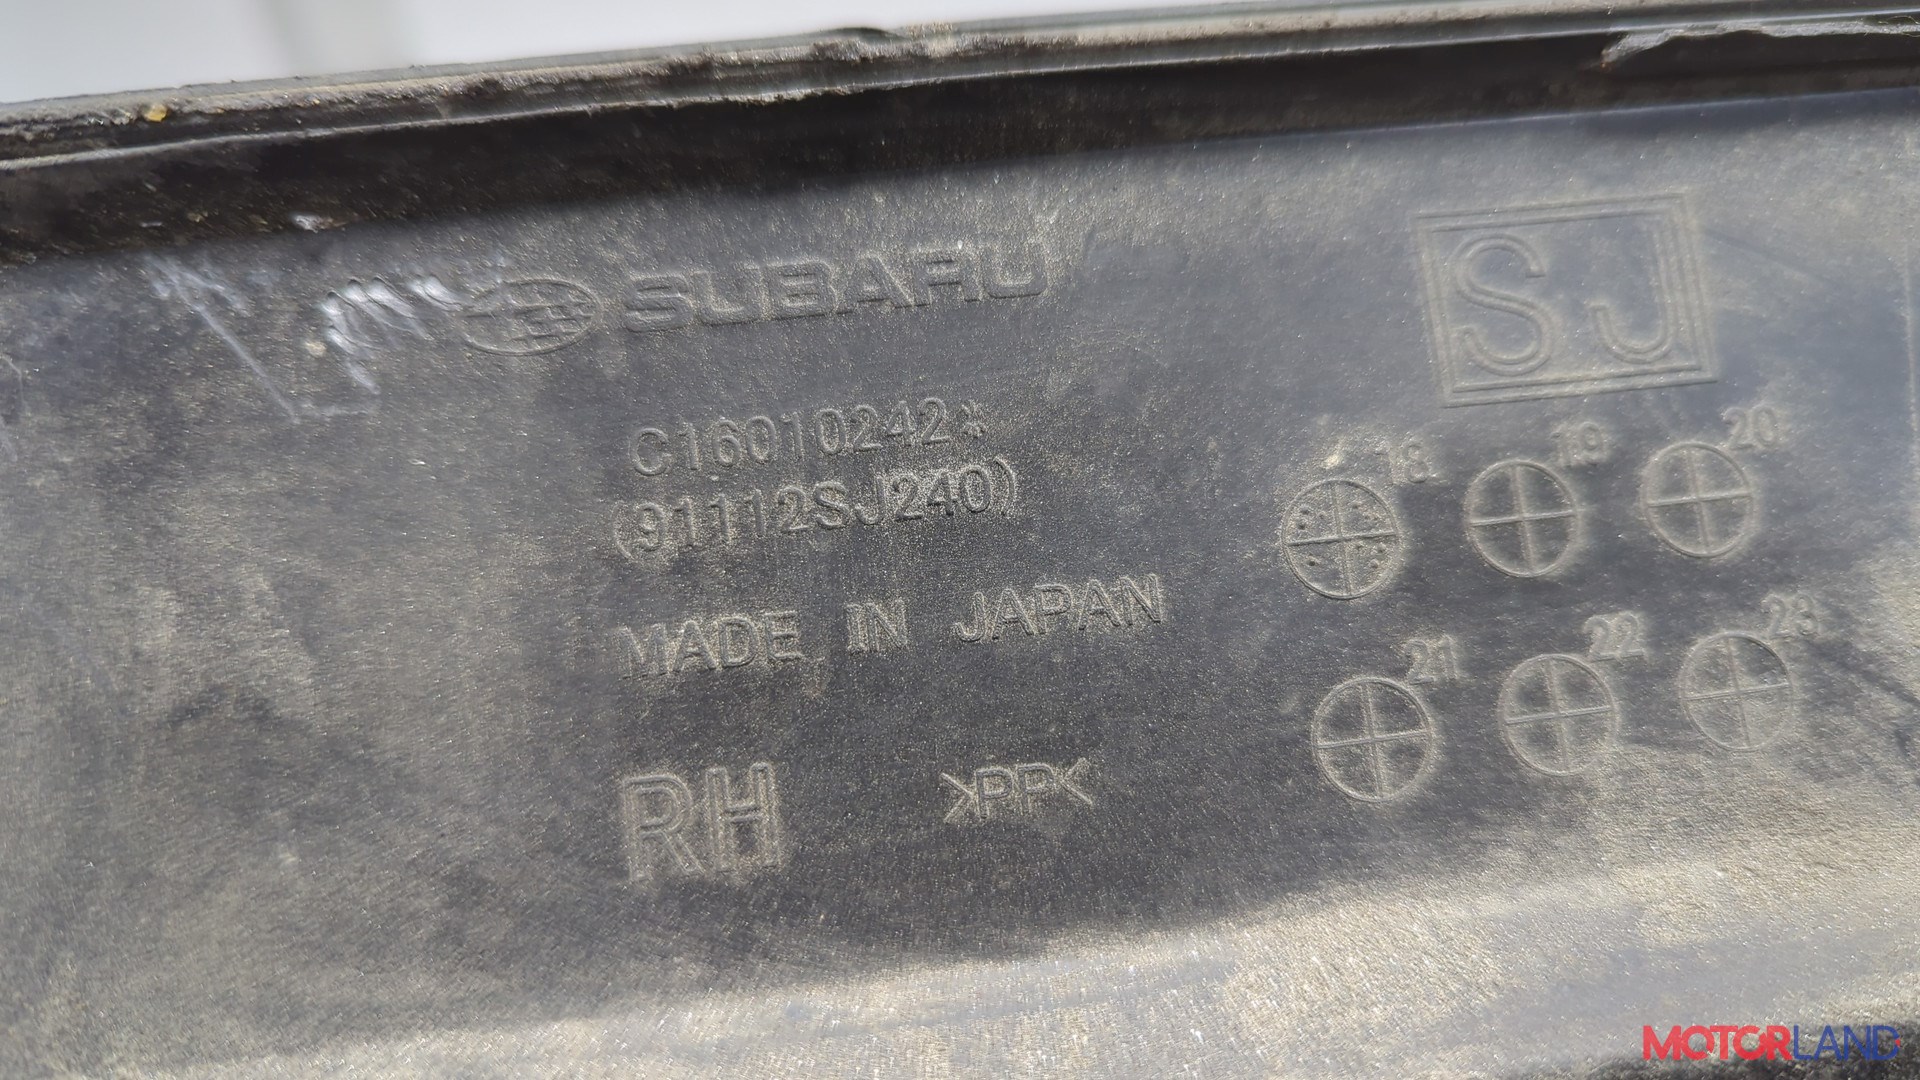 SUBARU
SJ
C16010242*
(91112SJ240)
MADE IN JAPAN
RH >PP<
18 19 20
21 22 23
MOTORLAND